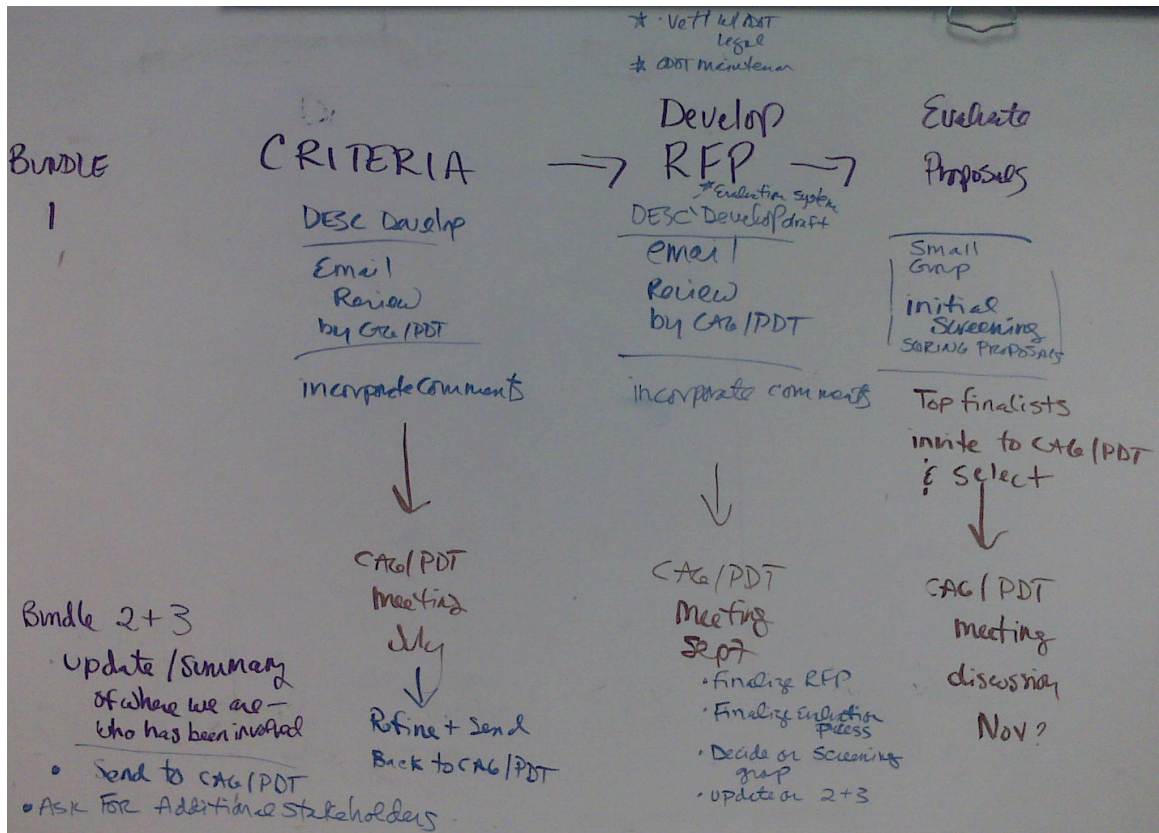 * · Vett w/ ADOT
legal
* ODOT maintenan
BUNDLE
1
CRITERIA
DESC Develop
Email
Review
by CAG/PDT
incorporate comments
CAG/PDT
meeting
July
Refine + Send
Back to CAG/PDT
Develop
RFP
* Evaluation system
DESC Develop draft
email
Review
by CAG/PDT
incorporate comments
CAG/PDT
Meeting
Sept
· Finalize RFP
· Finalize Evaluation
Process
· Decide on Screening
group
· update on 2+3
Evaluate
Proposals
Small
Group
initial
Screening
SCORING PROPOSALS
Top finalists
invite to CAG/PDT
& Select
CAG/PDT
meeting
discussion
Nov?
Bundle 2+3
update/summary
of where we are—
who has been involved
• Send to CAG/PDT
• ASK FOR Additional Stakeholders